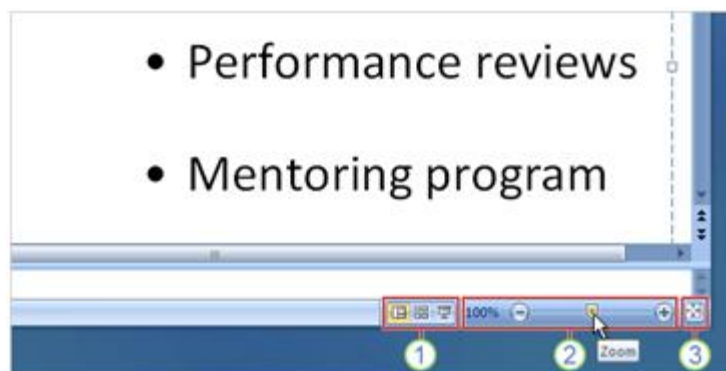 • Performance reviews
• Mentoring program
100%
1 2 Zoom 3